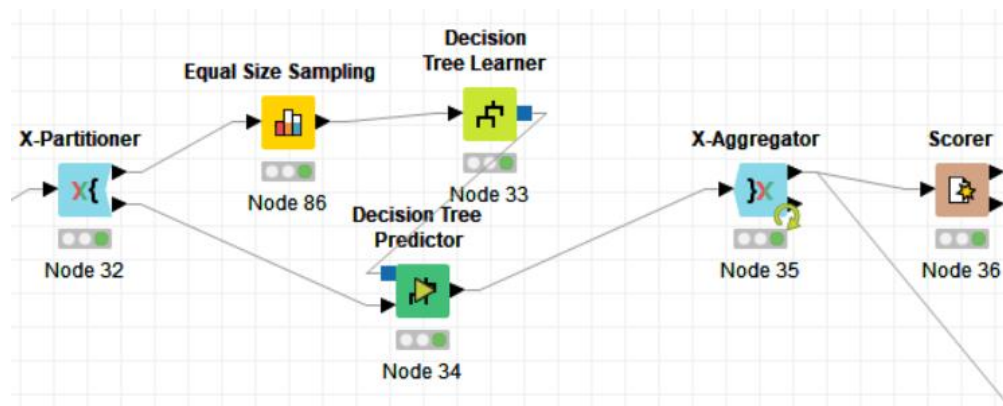 Decision
Tree Learner
Equal Size Sampling
X-Partitioner
X-Aggregator
Scorer
Node 86
Node 33
Decision Tree
Predictor
Node 32
Node 35
Node 36
Node 34